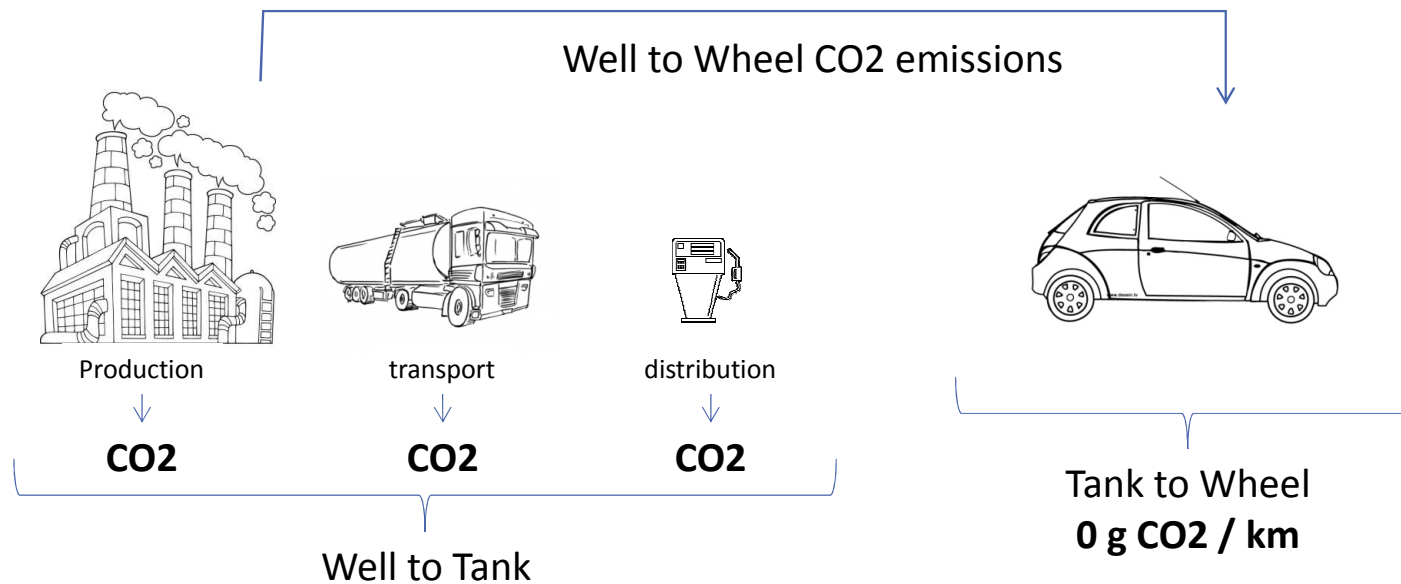 Well to Wheel CO2 emissions
Production
transport
distribution
CO2
CO2
CO2
Well to Tank
Tank to Wheel
0 g CO2 / km